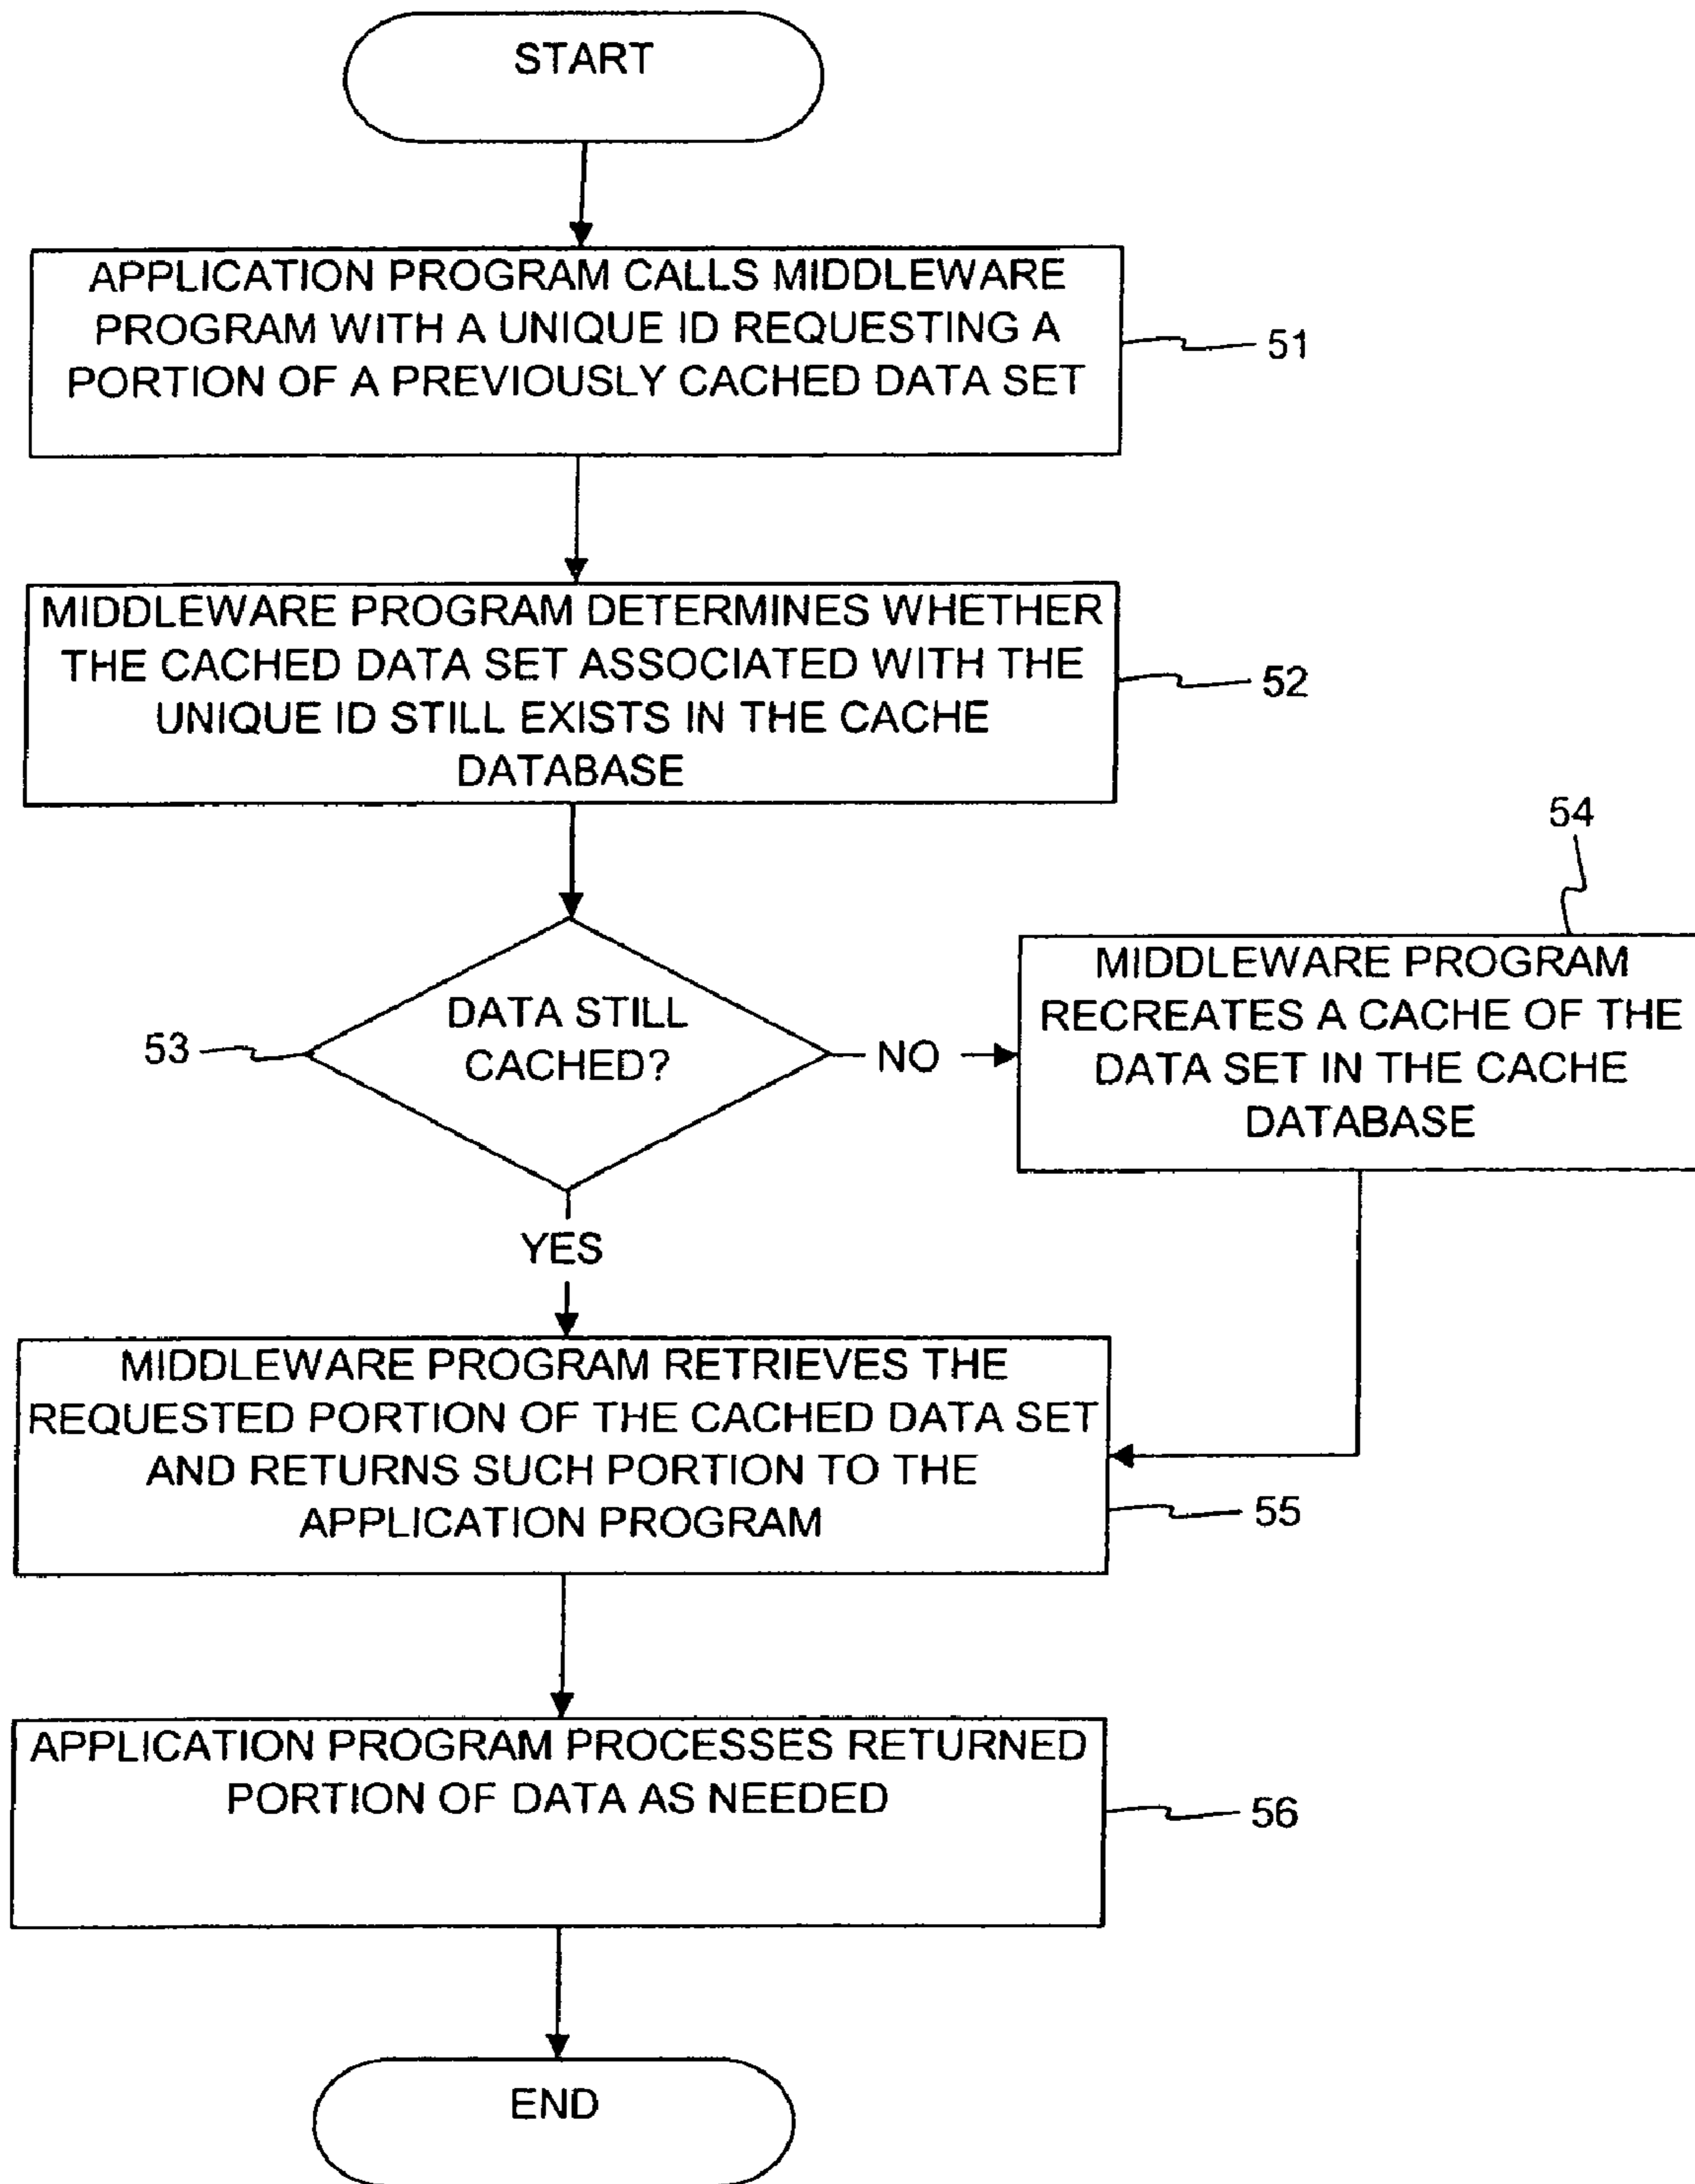 START
APPLICATION PROGRAM CALLS MIDDLEWARE
PROGRAM WITH A UNIQUE ID REQUESTING A
PORTION OF A PREVIOUSLY CACHED DATA SET
51
MIDDLEWARE PROGRAM DETERMINES WHETHER
THE CACHED DATA SET ASSOCIATED WITH THE
UNIQUE ID STILL EXISTS IN THE CACHE
DATABASE
52
53
DATA STILL
CACHED?
NO
54
MIDDLEWARE PROGRAM
RECREATES A CACHE OF THE
DATA SET IN THE CACHE
DATABASE
YES
MIDDLEWARE PROGRAM RETRIEVES THE
REQUESTED PORTION OF THE CACHED DATA SET
AND RETURNS SUCH PORTION TO THE
APPLICATION PROGRAM
55
APPLICATION PROGRAM PROCESSES RETURNED
PORTION OF DATA AS NEEDED
56
END